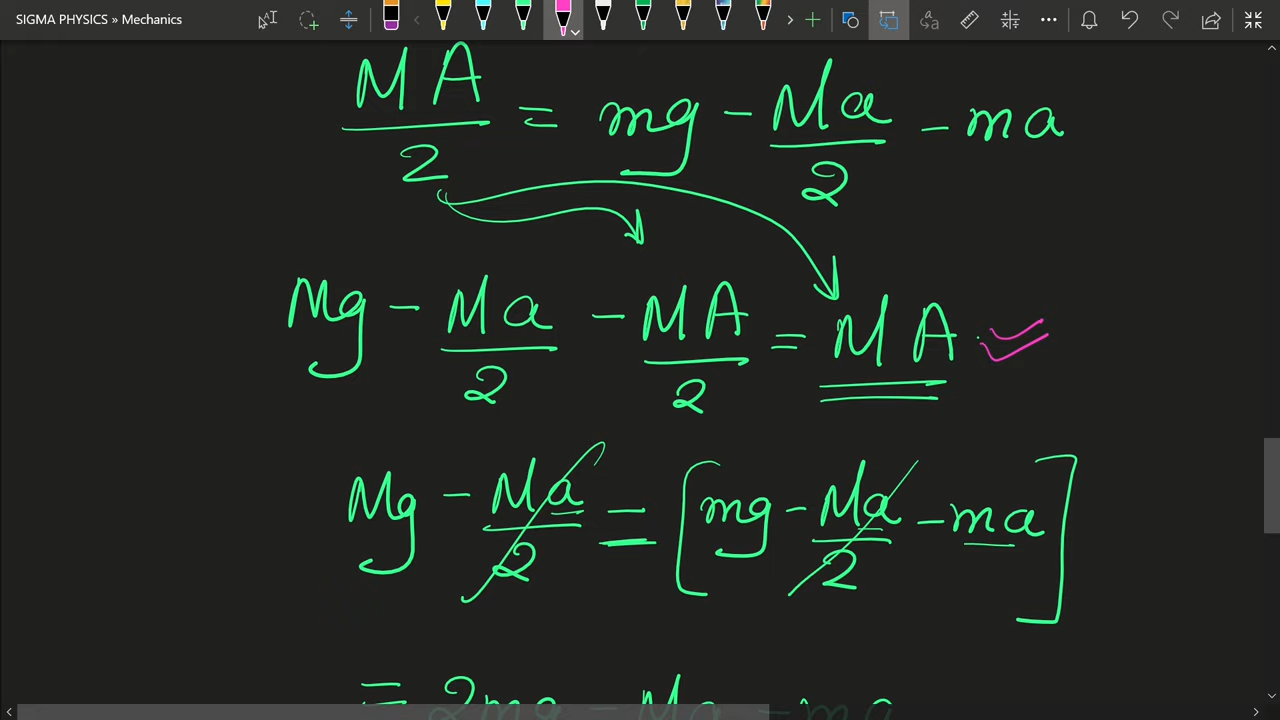 SIGMA PHYSICS » Mechanics
MA/2 = mg - Ma/2 - ma
Mg - Ma/2 - MA/2 = MA
Mg - Ma/2 = [mg - Ma/2 - ma]